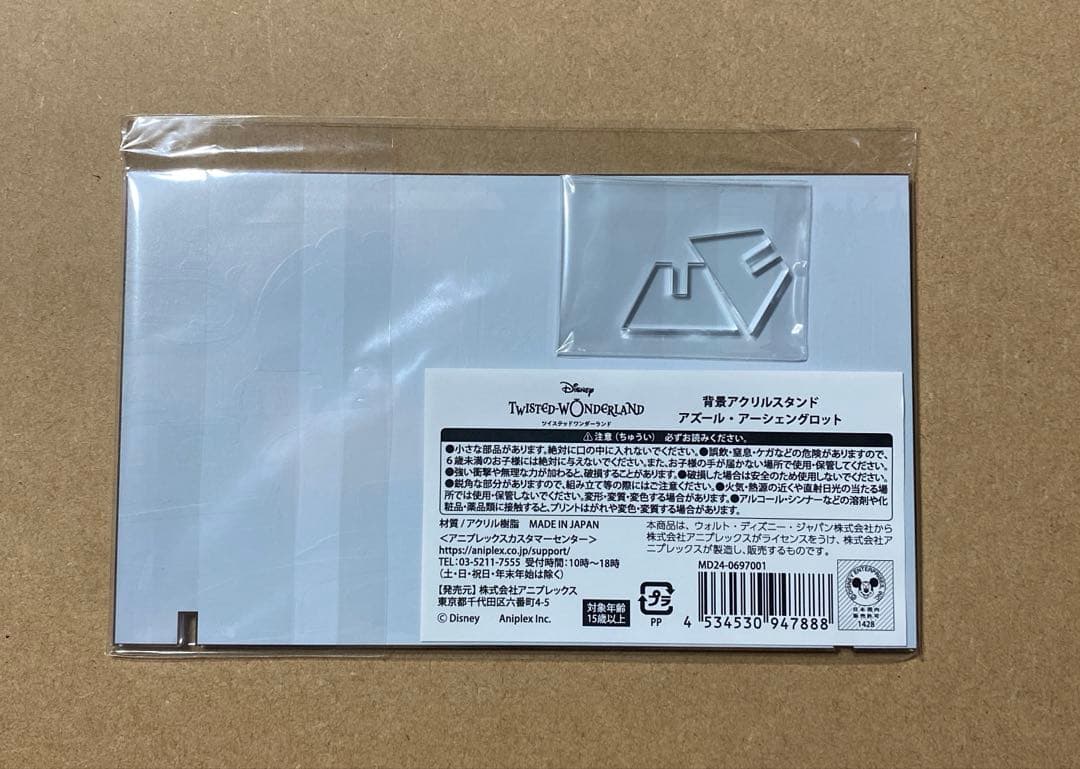 Disney
TWISTED-WONDERLAND
ツイステッドワンダーランド
背景アクリルスタンド
アズール・アーシェングロット
⚠注意(ちゅうい) 必ずお読みください。
●小さな部品があります。絶対に口の中に入れないでください。●誤飲・窒息・ケガなどの危険がありますので、
6歳未満のお子様には絶対に与えないでください。また、お子様の手が届かない場所で使用・保管してください。
●強い衝撃や無理な力が加わると、破損することがあります。●破損した場合は安全のため使用しないでください。
●鋭角な部分がありますので、組み立て等の際にはご注意ください。●火気・熱源の近くや直射日光の当たる場
所では使用・保管しないでください。変形・変質・変色する場合があります。●アルコール・シンナーなどの溶剤や化
粧品・薬品類に接触すると、プリントはがれや変色・変質する場合があります。
材質/アクリル樹脂 MADE IN JAPAN
<アニプレックスカスタマーセンター>
https://aniplex.co.jp/support/
TEL:03-5211-7555 受付時間:10時〜18時
(土・日・祝日・年末年始は除く)
【発売元】株式会社アニプレックス
東京都千代田区六番町4-5
© Disney Aniplex Inc.
対象年齢
15歳以上
プラ
PP
本商品は、ウォルト・ディズニー・ジャパン株式会社から
株式会社アニプレックスがライセンスをうけ、株式会社ア
ニプレックスが製造し、販売するものです。
MD24-0697001
4 534530 947888
©DISNEY ENTERPRISES, INC.
日本国内
販売許可
1428